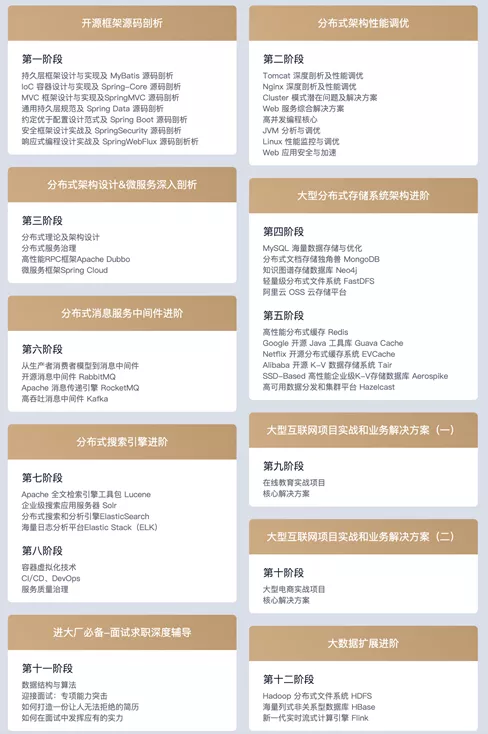 开源框架源码剖析
第一阶段
持久层框架设计与实现及 MyBatis 源码剖析
IoC 容器设计与实现及 Spring-Core 源码剖析
MVC 框架设计与实现及SpringMVC 源码剖析
通用持久层规范及 Spring Data 源码剖析
约定优于配置设计范式及 Spring Boot 源码剖析
安全框架设计实战及 SpringSecurity 源码剖析
响应式编程设计实战及 SpringWebFlux 源码剖析析
分布式架构性能调优
第二阶段
Tomcat 深度剖析及性能调优
Nginx 深度剖析及性能调优
Cluster 模式潜在问题及解决方案
Web 服务综合解决方案
高并发编程核心
JVM 分析与调优
Linux 性能监控与调优
Web 应用安全与加速
分布式架构设计&微服务深入剖析
第三阶段
分布式理论及架构设计
分布式服务治理
高性能RPC框架Apache Dubbo
微服务框架Spring Cloud
大型分布式存储系统架构进阶
第四阶段
MySQL 海量数据存储与优化
分布式文档存储独角兽 MongoDB
知识图谱存储数据库 Neo4j
轻量级分布式文件系统 FastDFS
阿里云 OSS 云存储平台
第五阶段
高性能分布式缓存 Redis
Google 开源 Java 工具库 Guava Cache
Netflix 开源分布式缓存系统 EVCache
Alibaba 开源 K-V 数据存储系统 Tair
SSD-Based 高性能企业级K-V存储数据库 Aerospike
高可用数据分发和集群平台 Hazelcast
分布式消息服务中间件进阶
第六阶段
从生产者消费者模型到消息中间件
开源消息中间件 RabbitMQ
Apache 消息传递引擎 RocketMQ
高吞吐消息中间件 Kafka
分布式搜索引擎进阶
第七阶段
Apache 全文检索引擎工具包 Lucene
企业级搜索应用服务器 Solr
分布式搜索和分析引擎ElasticSearch
海量日志分析平台Elastic Stack（ELK）
第八阶段
容器虚拟化技术
CI/CD、DevOps
服务质量治理
大型互联网项目实战和业务解决方案（一）
第九阶段
在线教育实战项目
核心解决方案
大型互联网项目实战和业务解决方案（二）
第十阶段
大型电商实战项目
核心解决方案
进大厂必备-面试求职深度辅导
第十一阶段
数据结构与算法
迎接面试：专项能力突击
如何打造一份让人无法拒绝的简历
如何在面试中发挥应有的实力
大数据扩展进阶
第十二阶段
Hadoop 分布式文件系统 HDFS
海量列式非关系型数据库 HBase
新一代实时流式计算引擎 Flink